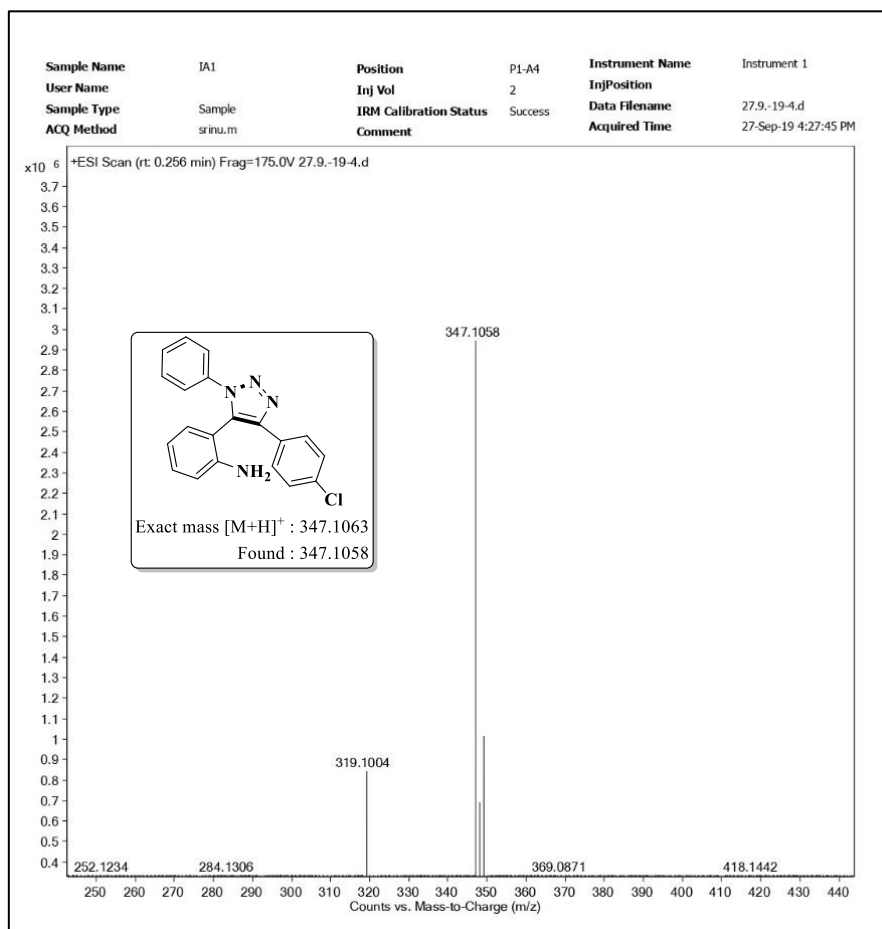 Sample Name IA1 Position P1-A4 Instrument Name Instrument 1
User Name Inj Vol 2 InjPosition
Sample Type Sample IRM Calibration Status Success Data Filename 27.9.-19-4.d
ACQ Method srinu.m Comment Acquired Time 27-Sep-19 4:27:45 PM
x10 6 +ESI Scan (rt: 0.256 min) Frag=175.0V 27.9.-19-4.d
3.7
3.6
3.5
3.4
3.3
3.2
3.1
3
347.1058
2.9
2.8
2.7
2.6
2.5
2.4
2.3
2.2
2.1
2
1.9
1.8
1.7
1.6
1.5
1.4
1.3
1.2
1.1
1
0.9
0.8
0.7
0.6
0.5
0.4
N N
N
NH2
Cl
Exact mass [M+H]+ : 347.1063
Found : 347.1058
319.1004
252.1234 284.1306 369.0871 418.1442
250 260 270 280 290 300 310 320 330 340 350 360 370 380 390 400 410 420 430 440
Counts vs. Mass-to-Charge (m/z)